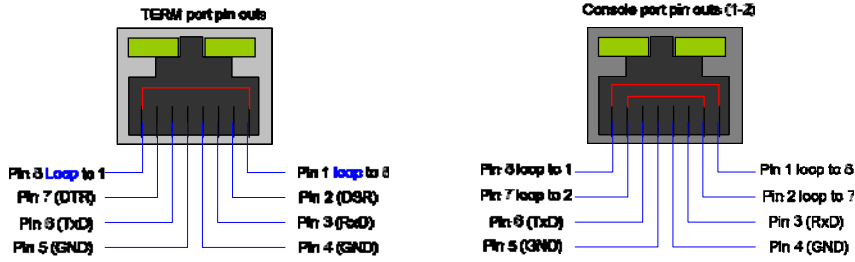 TERM port pin outs
Pin 8 Loop to 1
Pin 7 (DTR)
Pin 6 (TxD)
Pin 5 (GND)
Pin 1 loop to 8
Pin 2 (DSR)
Pin 3 (RxD)
Pin 4 (GND)
Console port pin outs (1-2)
Pin 8 loop to 1
Pin 7 loop to 2
Pin 6 (TxD)
Pin 5 (GND)
Pin 1 loop to 8
Pin 2 loop to 7
Pin 3 (RxD)
Pin 4 (GND)